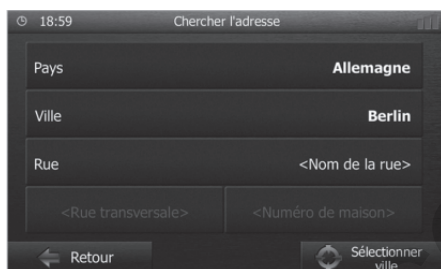 18:59 Chercher l'adresse
Pays Allemagne
Ville Berlin
Rue <Nom de la rue>
<Rue transversale> <Numéro de maison>
Retour Sélectionner
ville